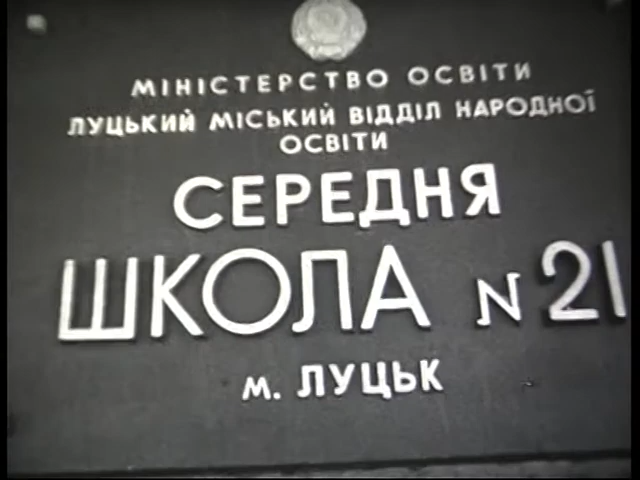 МІНІСТЕРСТВО ОСВІТИ
ЛУЦЬКИЙ МІСЬКИЙ ВІДДІЛ НАРОДНОЇ
ОСВІТИ
СЕРЕДНЯ
ШКОЛА N 21
м. ЛУЦЬК